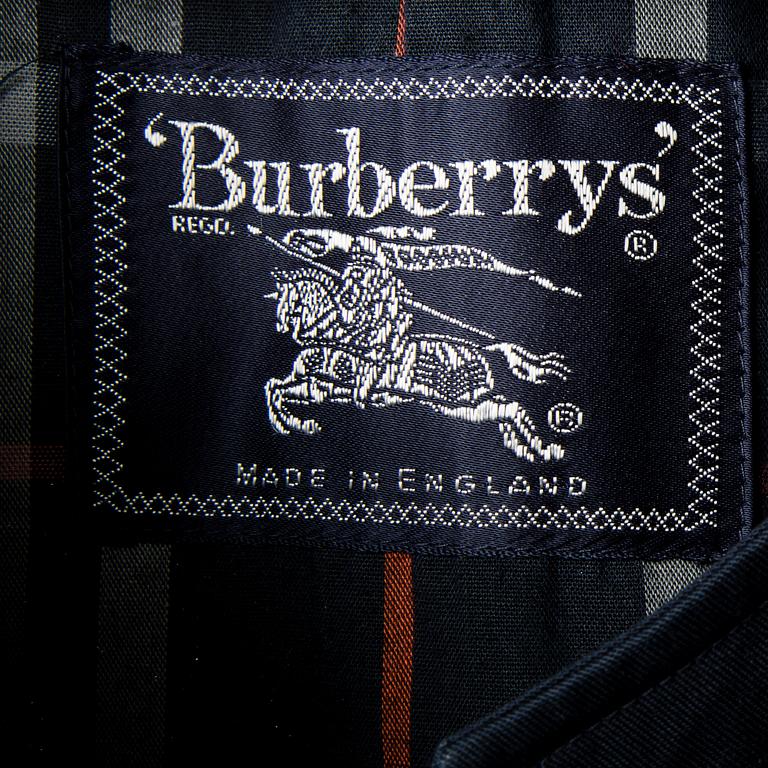 ‘Burberrys’
REGD. ®
®
MADE IN ENGLAND